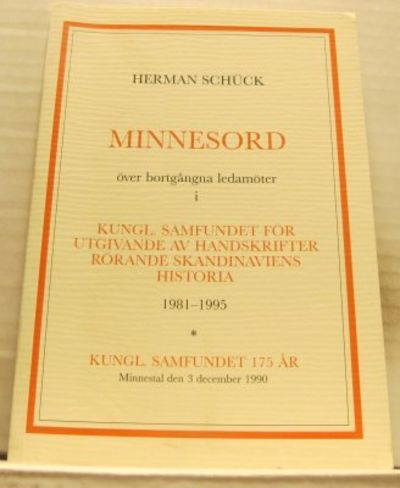 HERMAN SCHÜCK
MINNESORD
över bortgångna ledamöter
i
KUNGL. SAMFUNDET FÖR
UTGIVANDE AV HANDSKRIFTER
RÖRANDE SKANDINAVIENS
HISTORIA
1981–1995
*
KUNGL. SAMFUNDET 175 ÅR
Minnestal den 3 december 1990